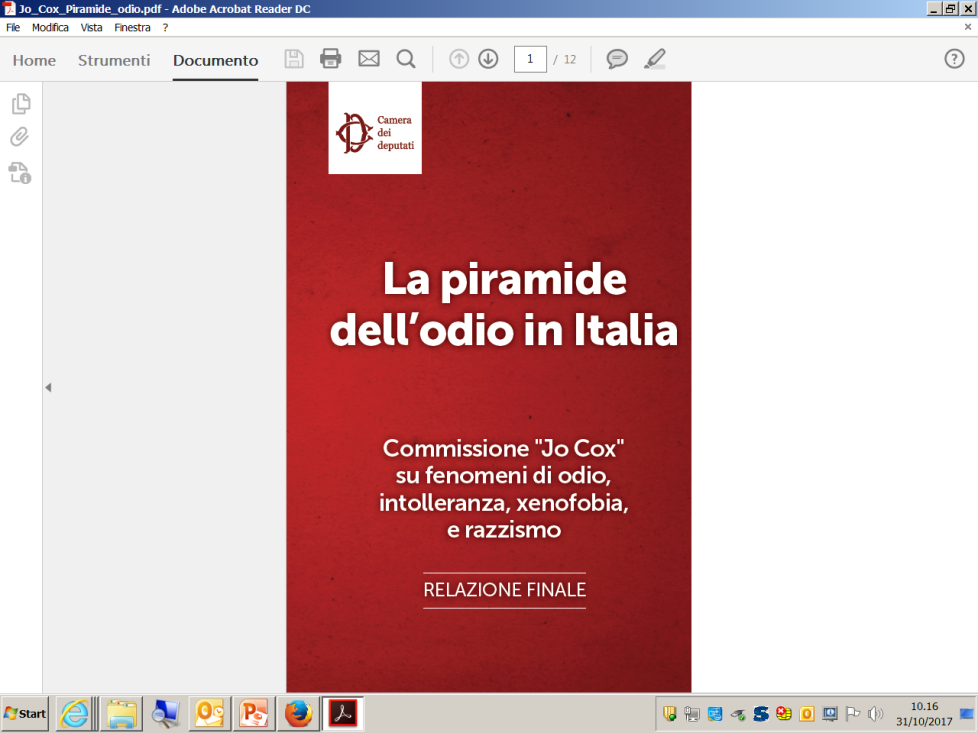 Jo_Cox_Piramide_odio.pdf - Adobe Acrobat Reader DC
File Modifica Vista Finestra ?
Home Strumenti Documento 1 / 12
Camera
dei
deputati
La piramide
dell’odio in Italia
Commissione "Jo Cox"
su fenomeni di odio,
intolleranza, xenofobia,
e razzismo
RELAZIONE FINALE
Start
10.16
31/10/2017